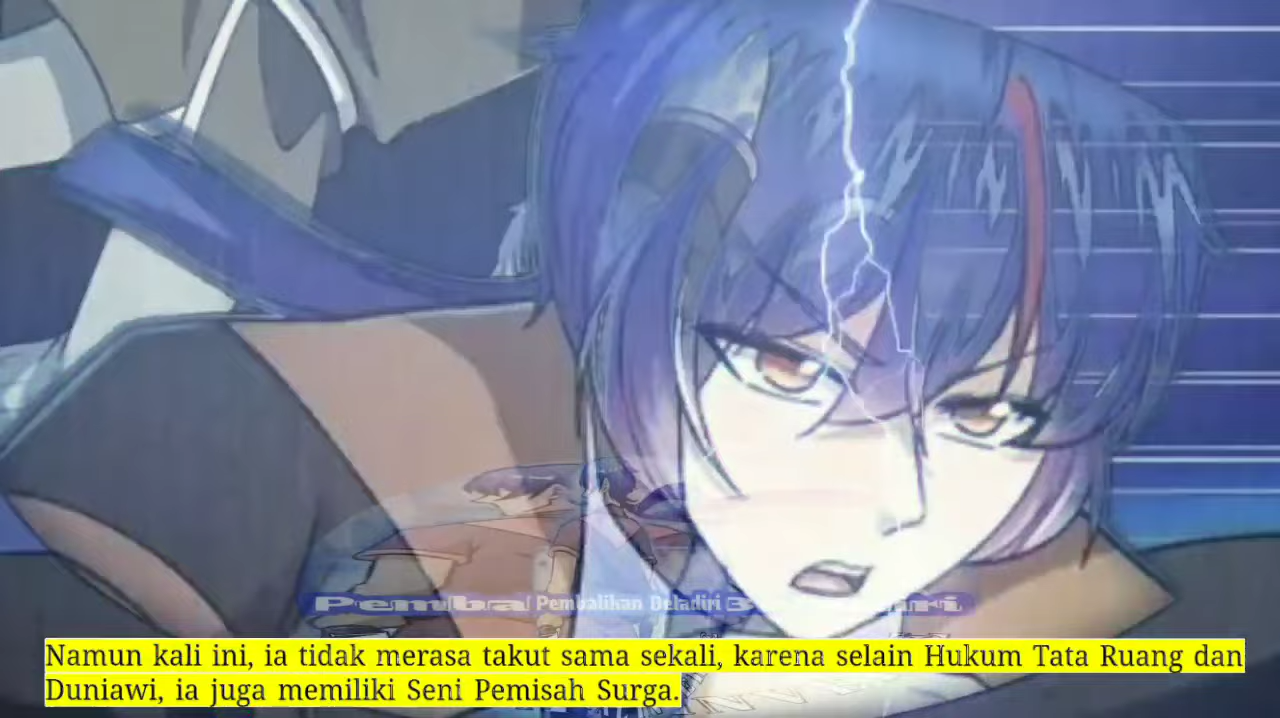 Pembalikan Beladiri
Namun kali ini, ia tidak merasa takut sama sekali, karena selain Hukum Tata Ruang dan
Duniawi, ia juga memiliki Seni Pemisah Surga.